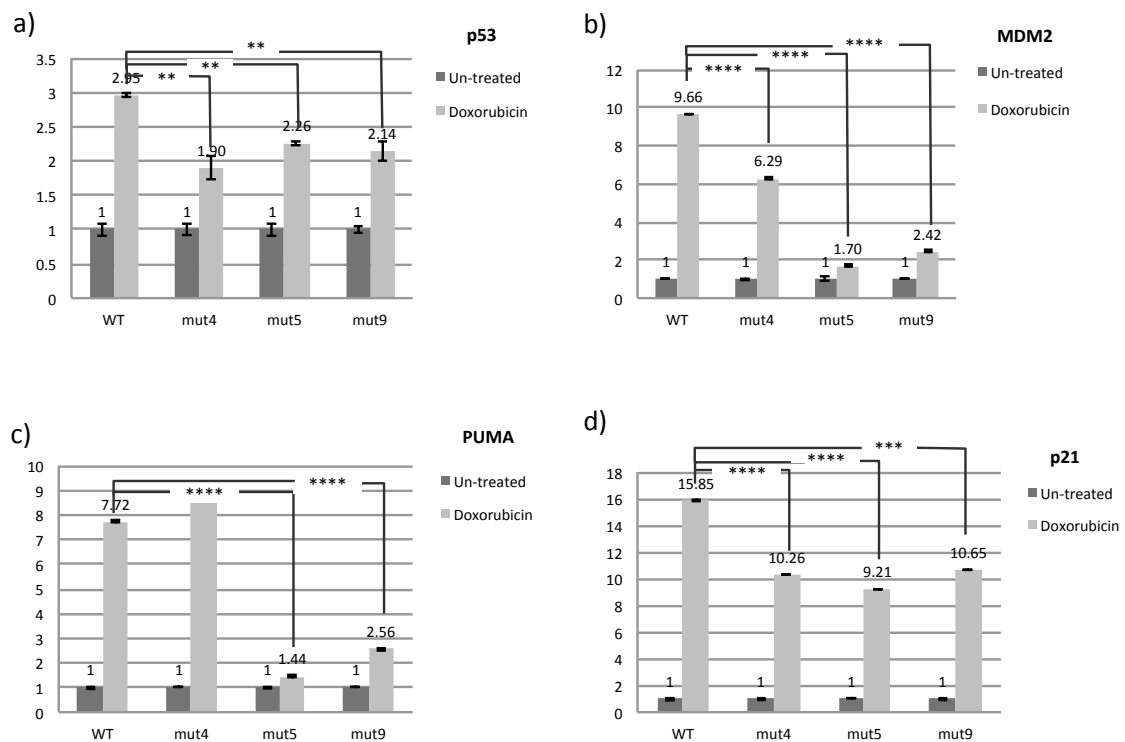 a)
p53
**
**
**
3.5
3
2.5
2
1.5
1
0.5
0
2.95
1.90
2.26
2.14
1
1
1
1
WT
mut4
mut5
mut9
Un-treated
Doxorubicin
b)
MDM2
****
****
****
12
10
8
6
4
2
0
9.66
6.29
1.70
2.42
1
1
1
1
WT
mut4
mut5
mut9
Un-treated
Doxorubicin
c)
PUMA
****
****
10
9
8
7
6
5
4
3
2
1
0
7.72
1.44
2.56
1
1
1
1
WT
mut4
mut5
mut9
Un-treated
Doxorubicin
d)
p21
***
****
****
18
16
14
12
10
8
6
4
2
0
15.85
10.26
9.21
10.65
1
1
1
1
WT
mut4
mut5
mut9
Un-treated
Doxorubicin